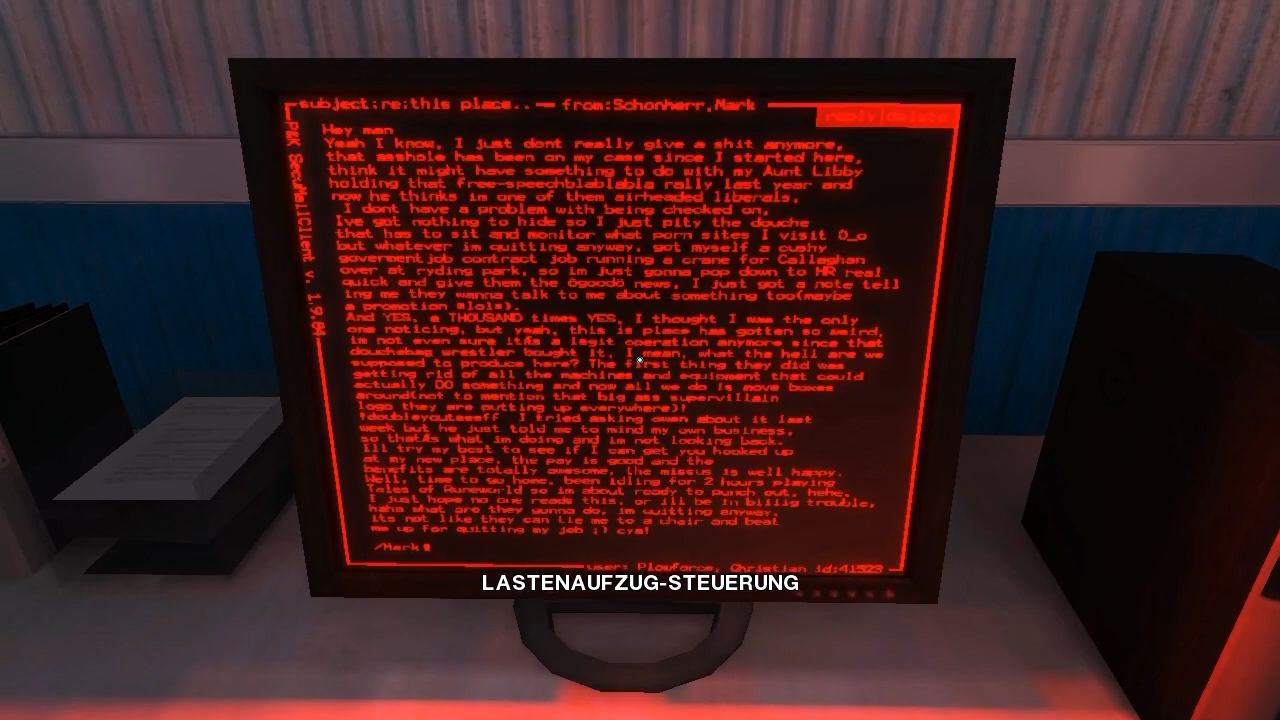 subject:re:this place.. from:Schonherr,Mark
reply|delete
P&K SecuMailClient v. 1.9.84
Hey man
Yeah I know, I just dont really give a shit anymore,
that asshole has been on my case since I started here,
think it might have something to do with my Aunt Libby
holding that free-speechblablabla rally last year and
now he thinks im one of them airheaded liberals.
I dont have a problem with being checked on,
Ive got nothing to hide so I just pity the douche
that has to sit and monitor what porn sites I visit O_o
but whatever im quitting anyway, got myself a cushy
goverment job contract job running a crane for Callaghan
over at ryding park, so im just gonna pop down to HR real
quick and give them the ögoodö news, I just got a note tell
ing me they wanna talk to me about something too(maybe
a promotion *lol*).
And YES, a THOUSAND times YES, I thought I was the only
one noticing, but yeah, this is place has gotten so weird,
im not even sure itÆs a legit operation anymore since that
douchebag wrestler bought it, I mean, what the hell are we
supposed to produce here? The first thing they did was
getting rid of all the machines and equipment that could
actually DO something and now all we do is move boxes
around(not to mention that big ass supervillain
logo they are putting up everywhere)!
!doubleyouteeeff I tried asking owen about it last
week but he just told me to mind my own business,
so thatÆs what im doing and im not looking back.
Ill try my best to see if I can get you hooked up
at my new place, the pay is good and the
benefits are totally awesome, the missus is well happy.
Well, time to go home, been idling for 2 hours playing
Tales of Runeworld so im about ready to punch out, hehe.
I just hope no one reads this, or ill be in billig trouble,
haha what are they gunna do, im quitting anyway.
its not like they can tie me to a chair and beat
me up for quitting my job ;) cya!
/Mark
user: Plowforce, Christian id:41523
LASTENAUFZUG-STEUERUNG